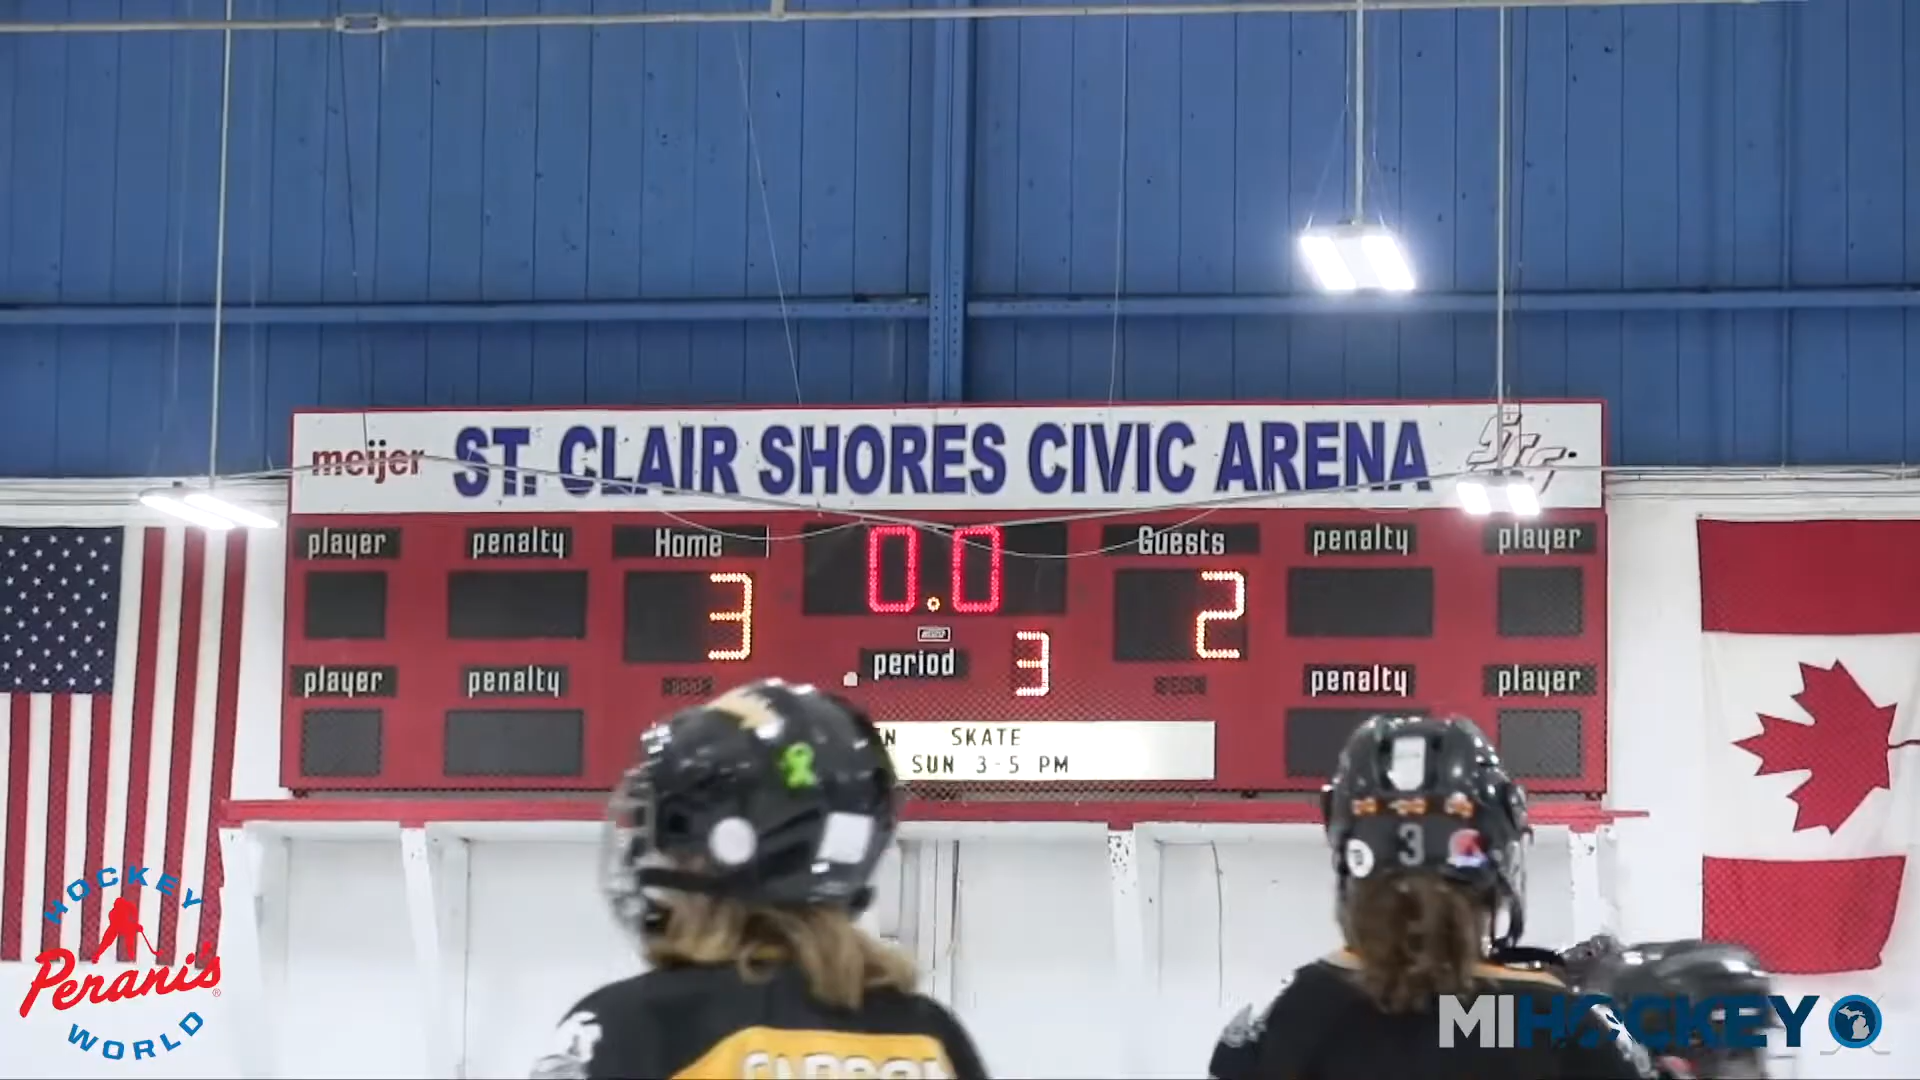 meijer ST. CLAIR SHORES CIVIC ARENA
player penalty Home 0.0 Guests penalty player
3 2
period 3
player penalty penalty player
SKATE
SUN 3-5 PM
3
HOCKEY
Perani's
WORLD
MIHOCKEY